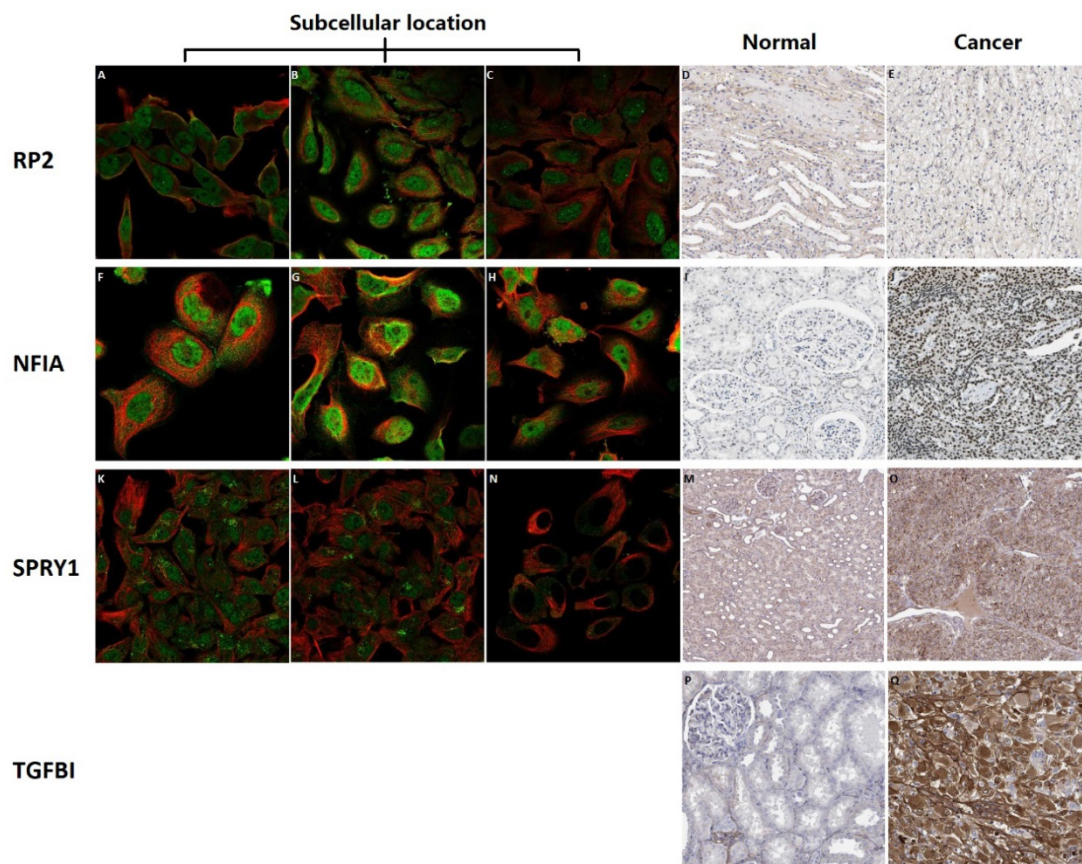 Subcellular location
Normal
Cancer
RP2
A
B
C
D
E
NFIA
F
G
H
I
J
SPRY1
K
L
N
M
O
TGFBI
P
Q